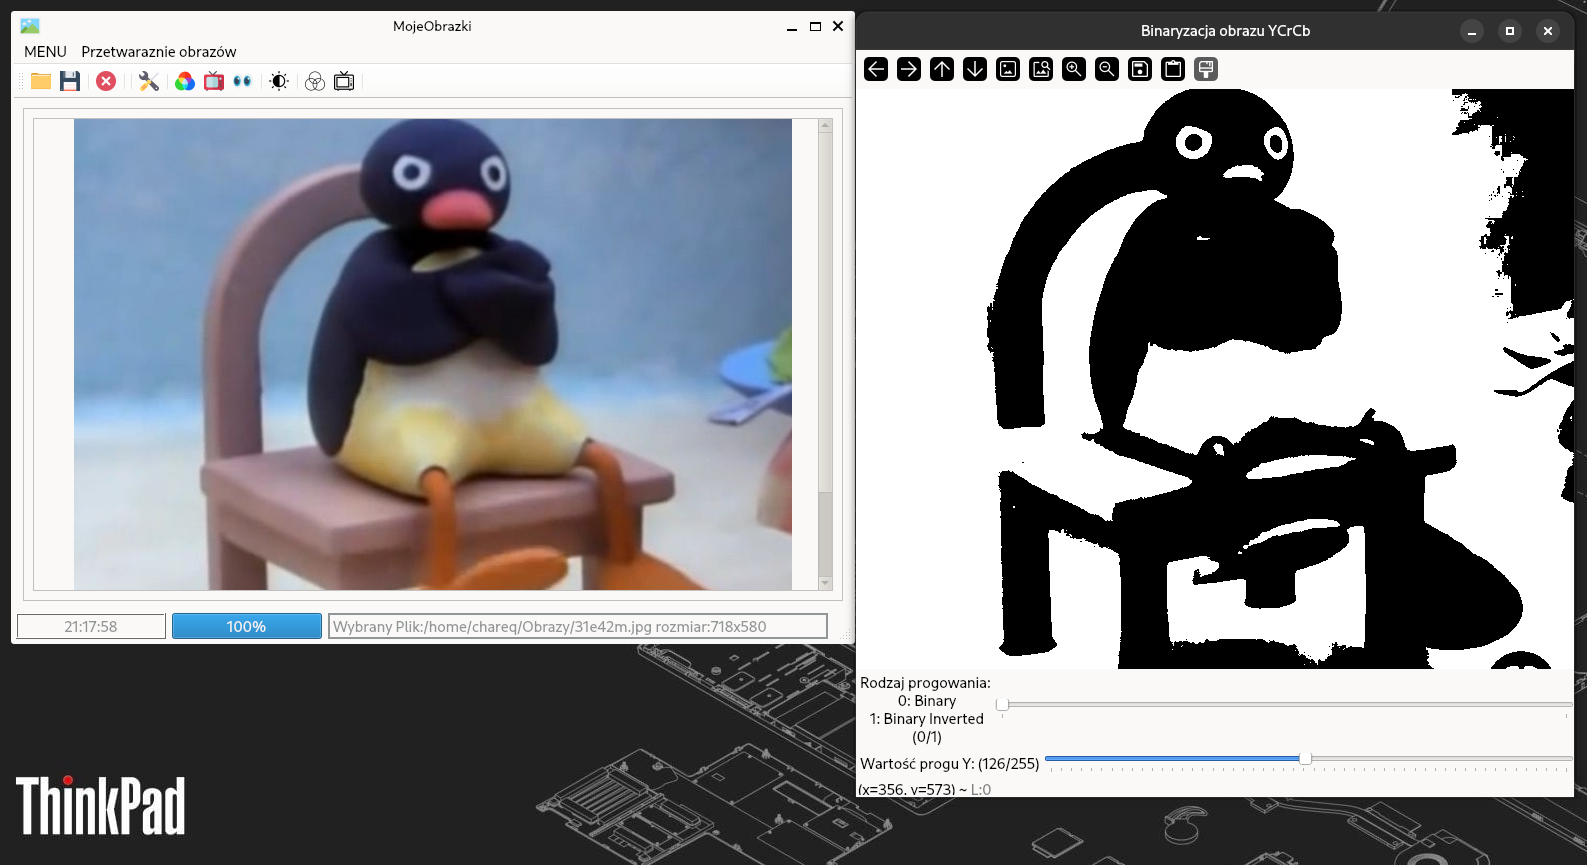 MojeObrazki
MENU Przetwaraznie obrazów
21:17:58
100%
Wybrany Plik:/home/chareq/Obrazy/31e42m.jpg rozmiar:718x580
Binaryzacja obrazu YCrCb
Rodzaj progowania:
0: Binary
1: Binary Inverted
(0/1)
Wartość progu Y: (126/255)
(x=356, y=573) ~ L:0
ThinkPad